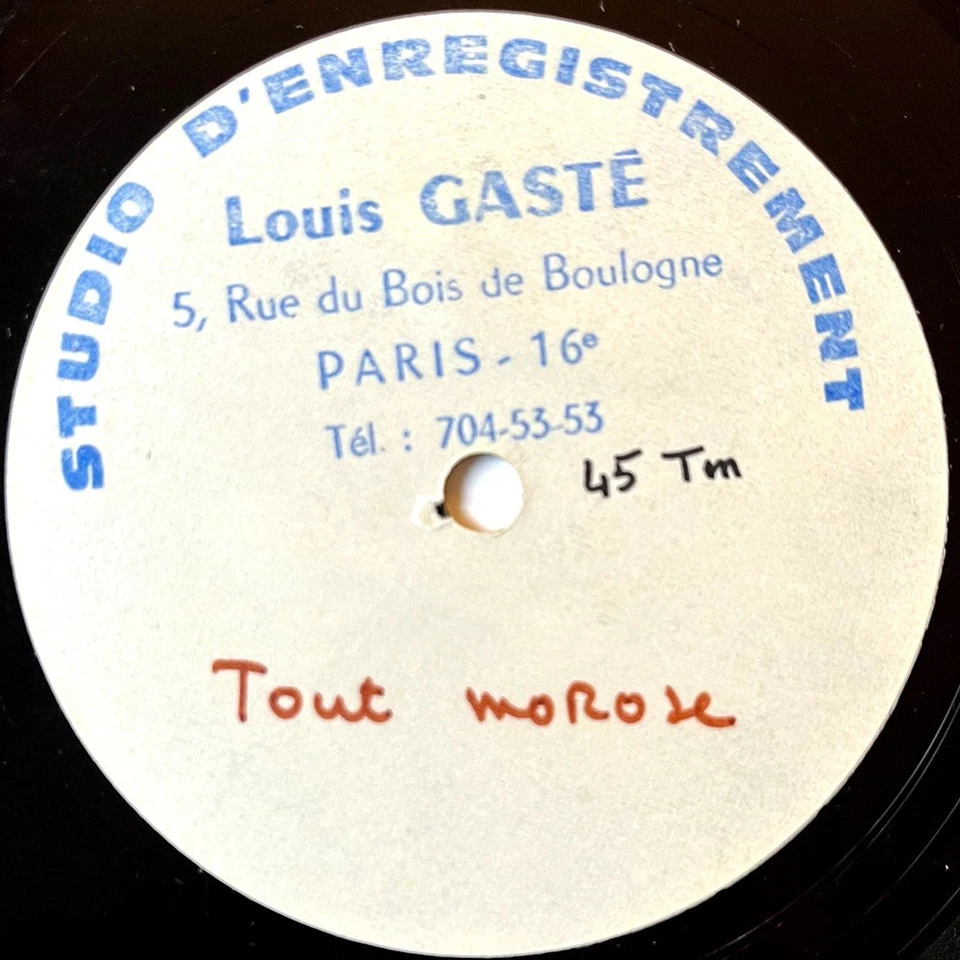 STUDIO D'ENREGISTREMENT
Louis GASTÉ
5, Rue du Bois de Boulogne
PARIS - 16e
Tél. : 704-53-53
45 Tm
Tout moRose